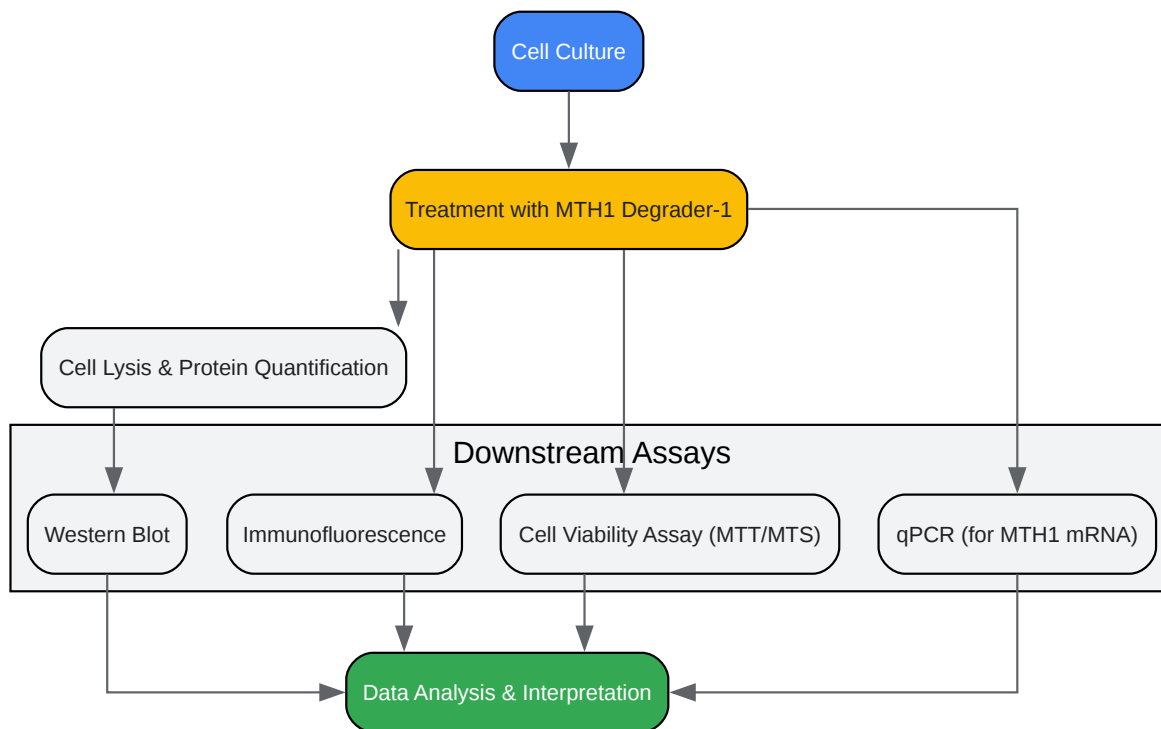 Cell Culture
Treatment with MTH1 Degrader-1
Cell Lysis & Protein Quantification
Downstream Assays
Western Blot
Immunofluorescence
Cell Viability Assay (MTT/MTS)
qPCR (for MTH1 mRNA)
Data Analysis & Interpretation